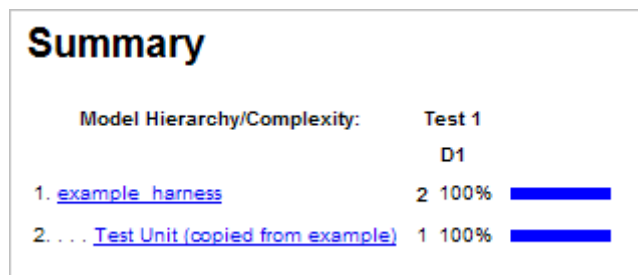 Summary
Model Hierarchy/Complexity: Test 1
D1
1. example_harness 2 100%
2. . . . Test Unit (copied from example) 1 100%